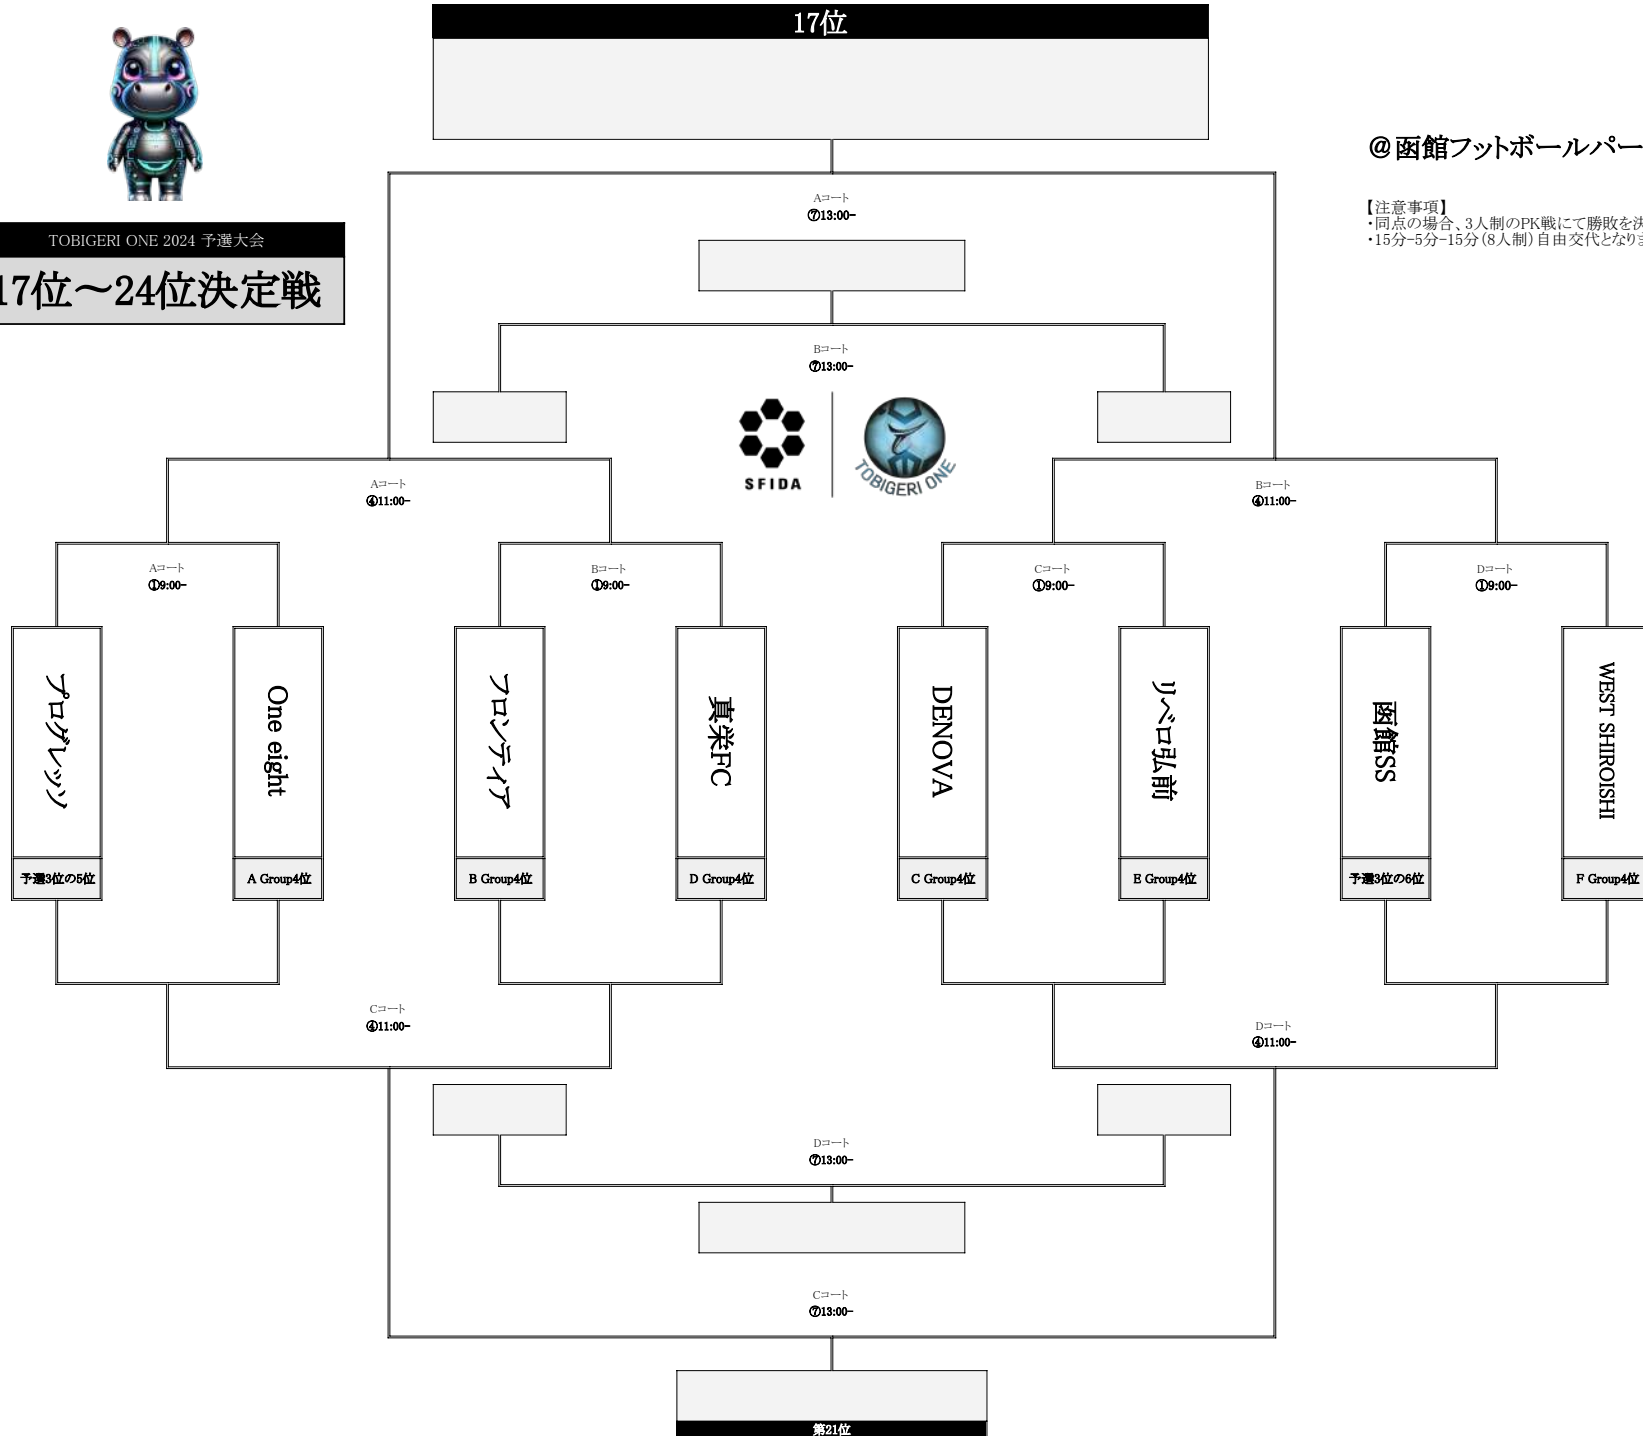 17位
@函館フットボールパー
Aコート
⑦13:00-
【注意事項】
・同点の場合、3人制のPK戦にて勝敗を決
・15分-5分-15分(8人制)自由交代となりま
TOBIGERI ONE 2024 予選大会
17位～24位決定戦
Bコート
⑦13:00-
SFIDA
TOBIGERI ONE
Aコート
④11:00-
Bコート
④11:00-
Aコート
①9:00-
Bコート
①9:00-
Cコート
①9:00-
Dコート
①9:00-
プログレッソ
One eight
フロンティア
真栄FC
DENOVA
リベロ弘前
函館SS
WEST SHIROISHI
予選3位の5位
A Group4位
B Group4位
D Group4位
C Group4位
E Group4位
予選3位の6位
F Group4位
Cコート
④11:00-
Dコート
④11:00-
Dコート
⑦13:00-
Cコート
⑦13:00-
第21位